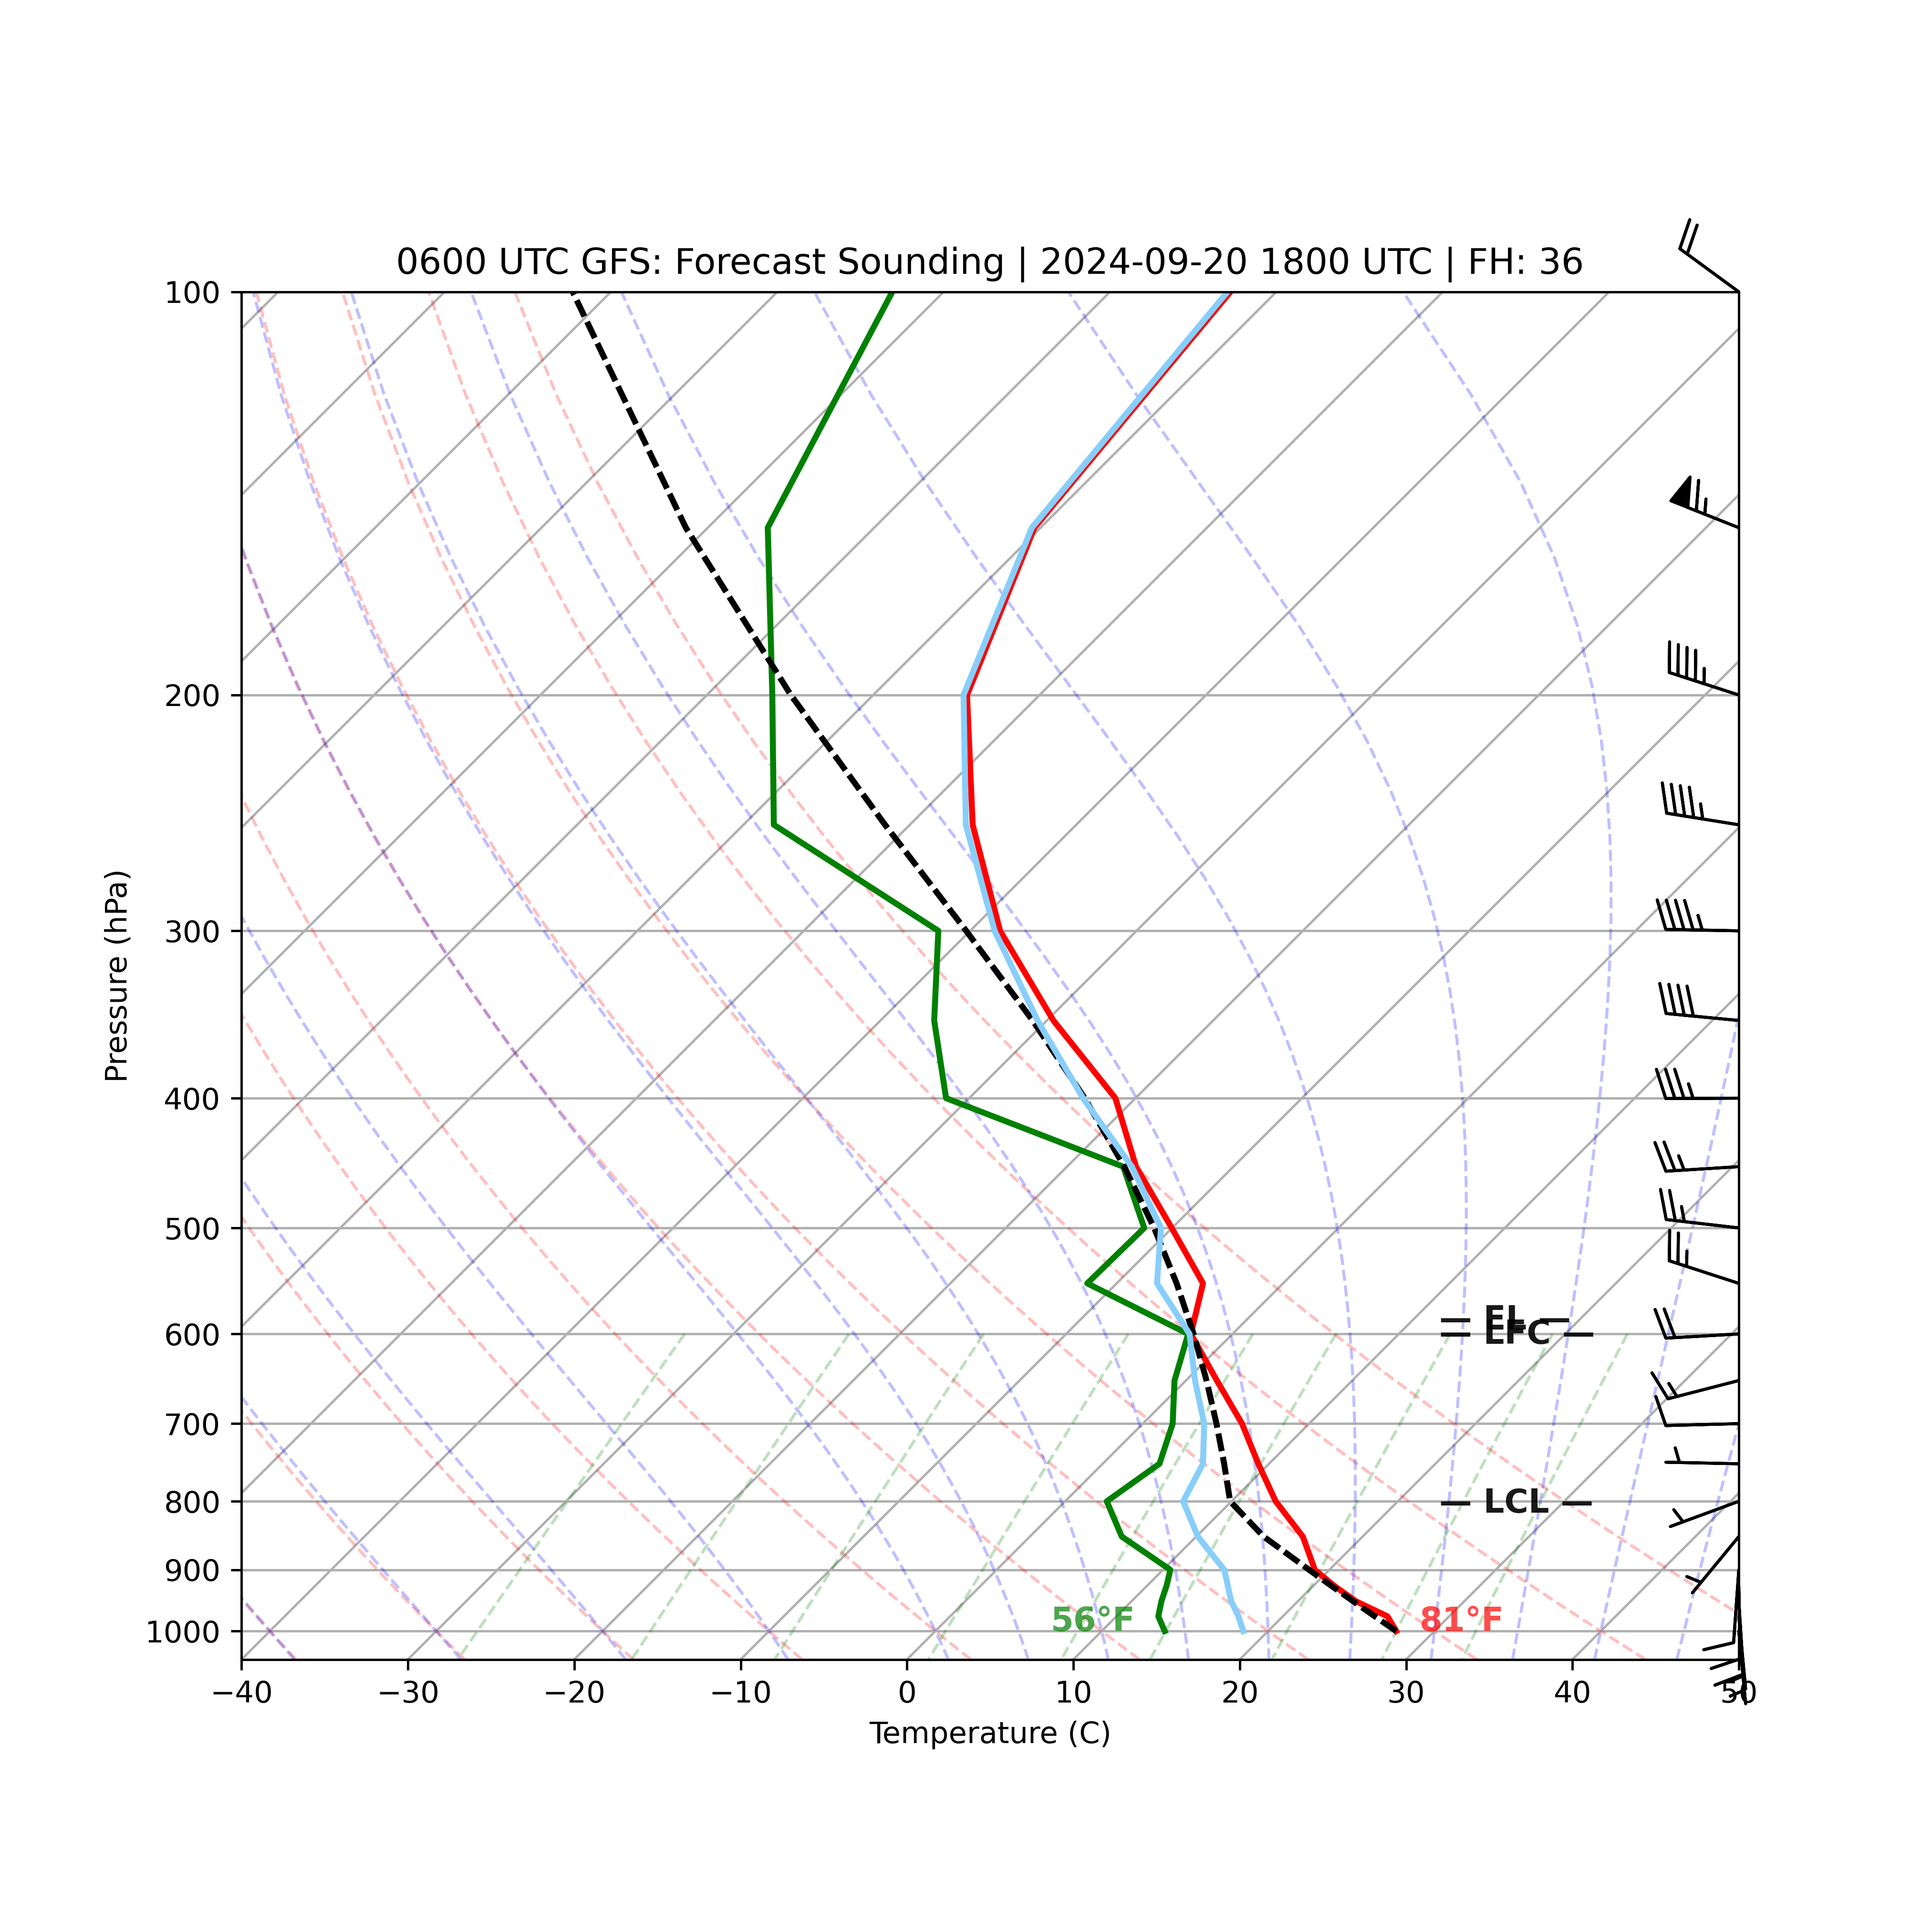 0600 UTC GFS: Forecast Sounding | 2024-09-20 1800 UTC | FH: 36
100
200
300
400
500
600
700
800
900
1000
Pressure (hPa)
— EL —
— LFC —
— LCL —
56°F
81°F
−40
−30
−20
−10
0
10
20
30
40
50
Temperature (C)